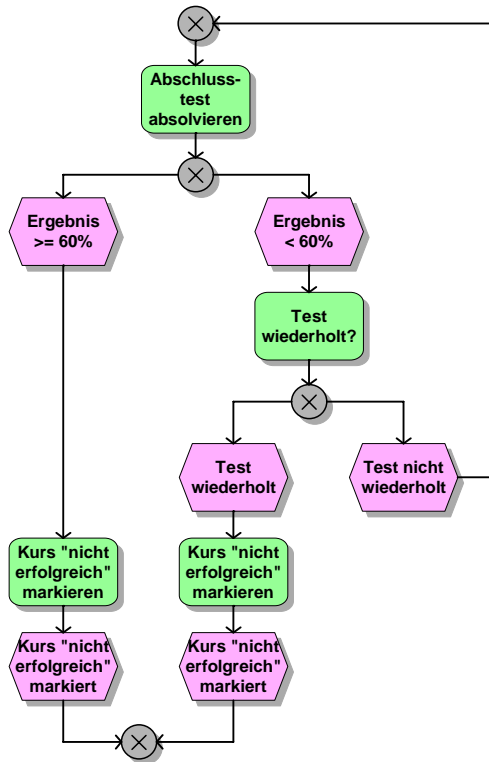 Abschluss-
test
absolvieren
Ergebnis
>= 60%
Ergebnis
< 60%
Test
wiederholt?
Test
wiederholt
Test nicht
wiederholt
Kurs "nicht
erfolgreich"
markieren
Kurs "nicht
erfolgreich"
markieren
Kurs "nicht
erfolgreich"
markiert
Kurs "nicht
erfolgreich"
markiert